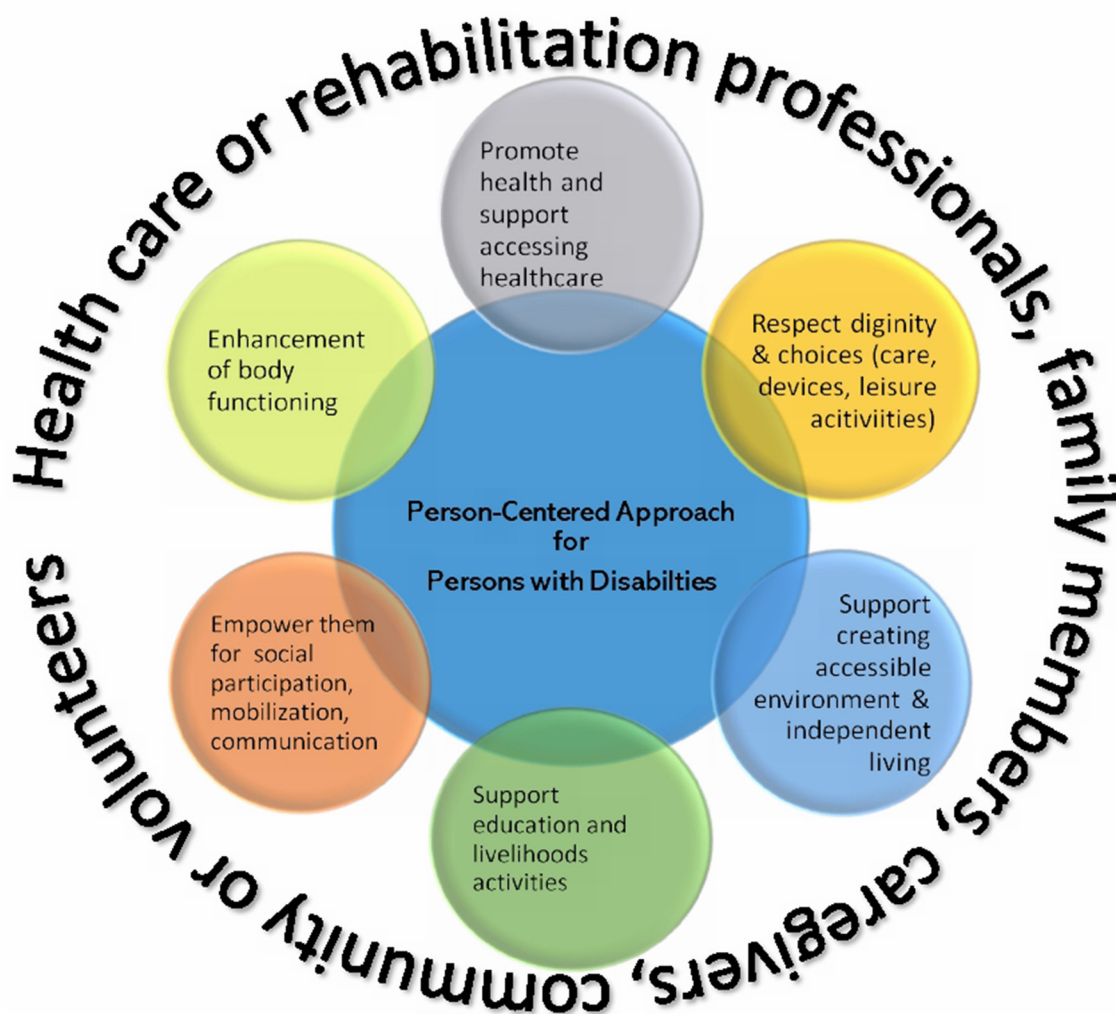 Health care or rehabilitation professionals, family members, caregivers, community or volunteers
Promote
health and
support
accessing
healthcare
Respect diginity
& choices (care,
devices, leisure
acitiviities)
Support
creating
accessible
environment &
independent
living
Support
education and
livelihoods
activities
Empower them
for social
participation,
mobilization,
communication
Enhancement
of body
functioning
Person-Centered Approach
for
Persons with Disabilties